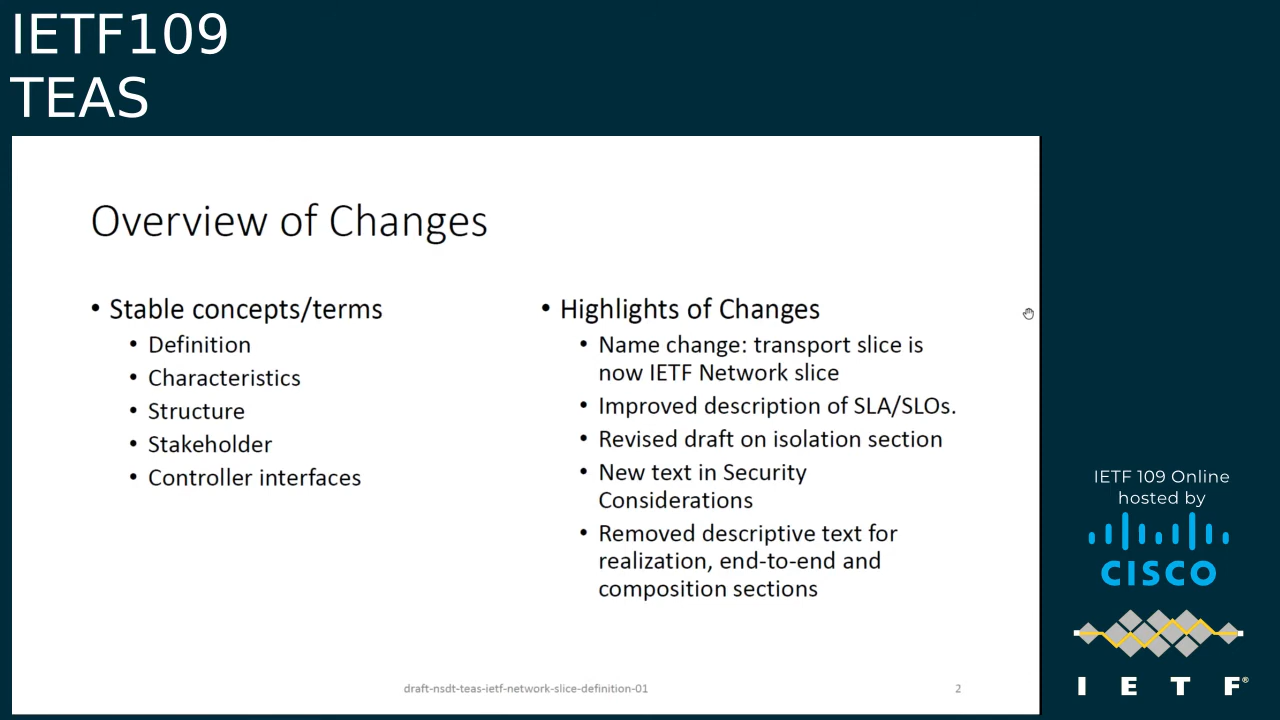 IETF109
TEAS
Overview of Changes
• Stable concepts/terms
• Definition
• Characteristics
• Structure
• Stakeholder
• Controller interfaces
• Highlights of Changes
• Name change: transport slice is
now IETF Network slice
• Improved description of SLA/SLOs.
• Revised draft on isolation section
• New text in Security
Considerations
• Removed descriptive text for
realization, end-to-end and
composition sections
draft-nsdt-teas-ietf-network-slice-definition-01
2
IETF 109 Online
hosted by
CISCO
I E T F®